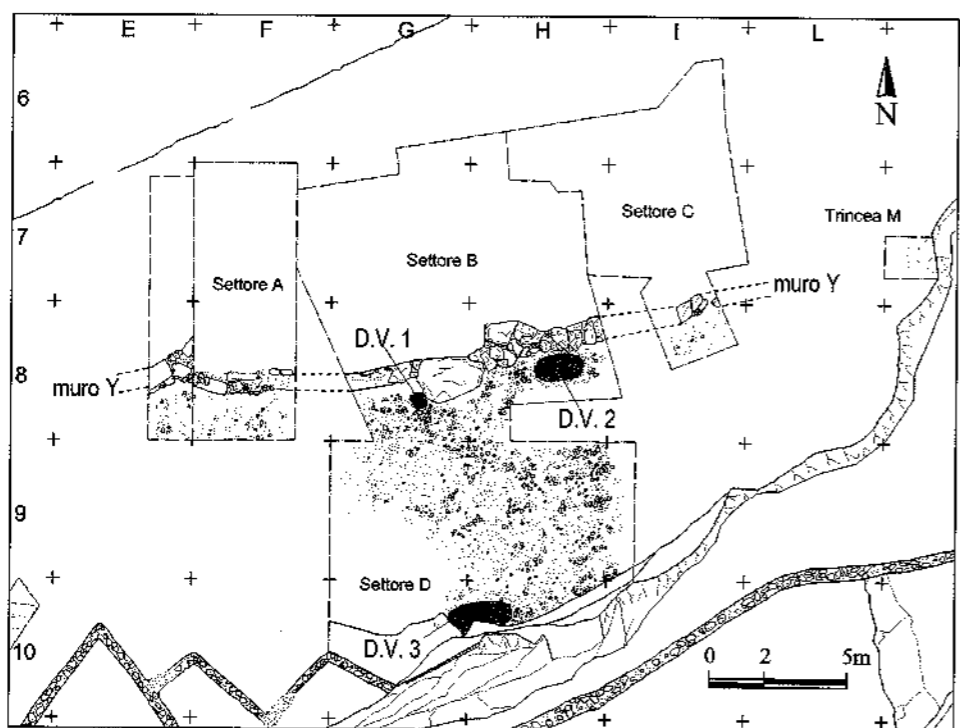 E F G H I L
6
N
Settore C
7
Trincea M
Settore B
Settore A
muro Y
D.V. 1
8
muro Y
D.V. 2
9
Settore D
10
D.V. 3
0 2 5m